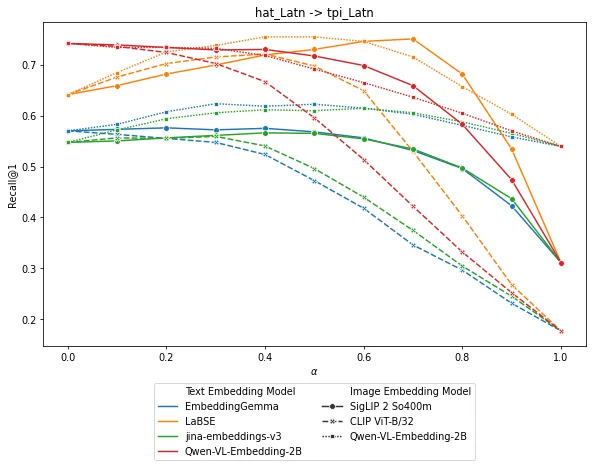 hat_Latn -> tpi_Latn
Recall@1
0.7
0.6
0.5
0.4
0.3
0.2
0.0 0.2 0.4 0.6 0.8 1.0
α
Text Embedding Model Image Embedding Model
EmbeddingGemma SigLIP 2 So400m
LaBSE CLIP ViT-B/32
jina-embeddings-v3 Qwen-VL-Embedding-2B
Qwen-VL-Embedding-2B